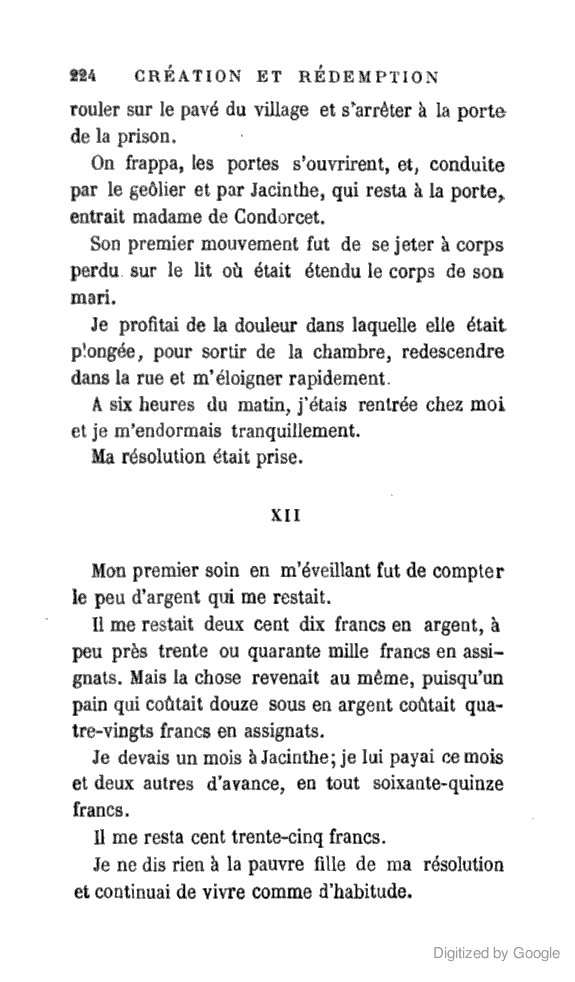 224 CRÉATION ET RÉDEMPTION
rouler sur le pavé du village et s'arrêter à la porte
de la prison.
On frappa, les portes s'ouvrirent, et, conduite
par le geôlier et par Jacinthe, qui resta à la porte,
entrait madame de Condorcet.
Son premier mouvement fut de se jeter à corps
perdu sur le lit où était étendu le corps de son
mari.
Je profitai de la douleur dans laquelle elle était
plongée, pour sortir de la chambre, redescendre
dans la rue et m'éloigner rapidement.
A six heures du matin, j'étais rentrée chez moi
et je m'endormais tranquillement.
Ma résolution était prise.
XII
Mon premier soin en m'éveillant fut de compter
le peu d'argent qui me restait.
Il me restait deux cent dix francs en argent, à
peu près trente ou quarante mille francs en assi-
gnats. Mais la chose revenait au même, puisqu'un
pain qui coûtait douze sous en argent coûtait qua-
tre-vingts francs en assignats.
Je devais un mois à Jacinthe; je lui payai ce mois
et deux autres d'avance, en tout soixante-quinze
francs.
Il me resta cent trente-cinq francs.
Je ne dis rien à la pauvre fille de ma résolution
et continuai de vivre comme d'habitude.
Digitized by Google